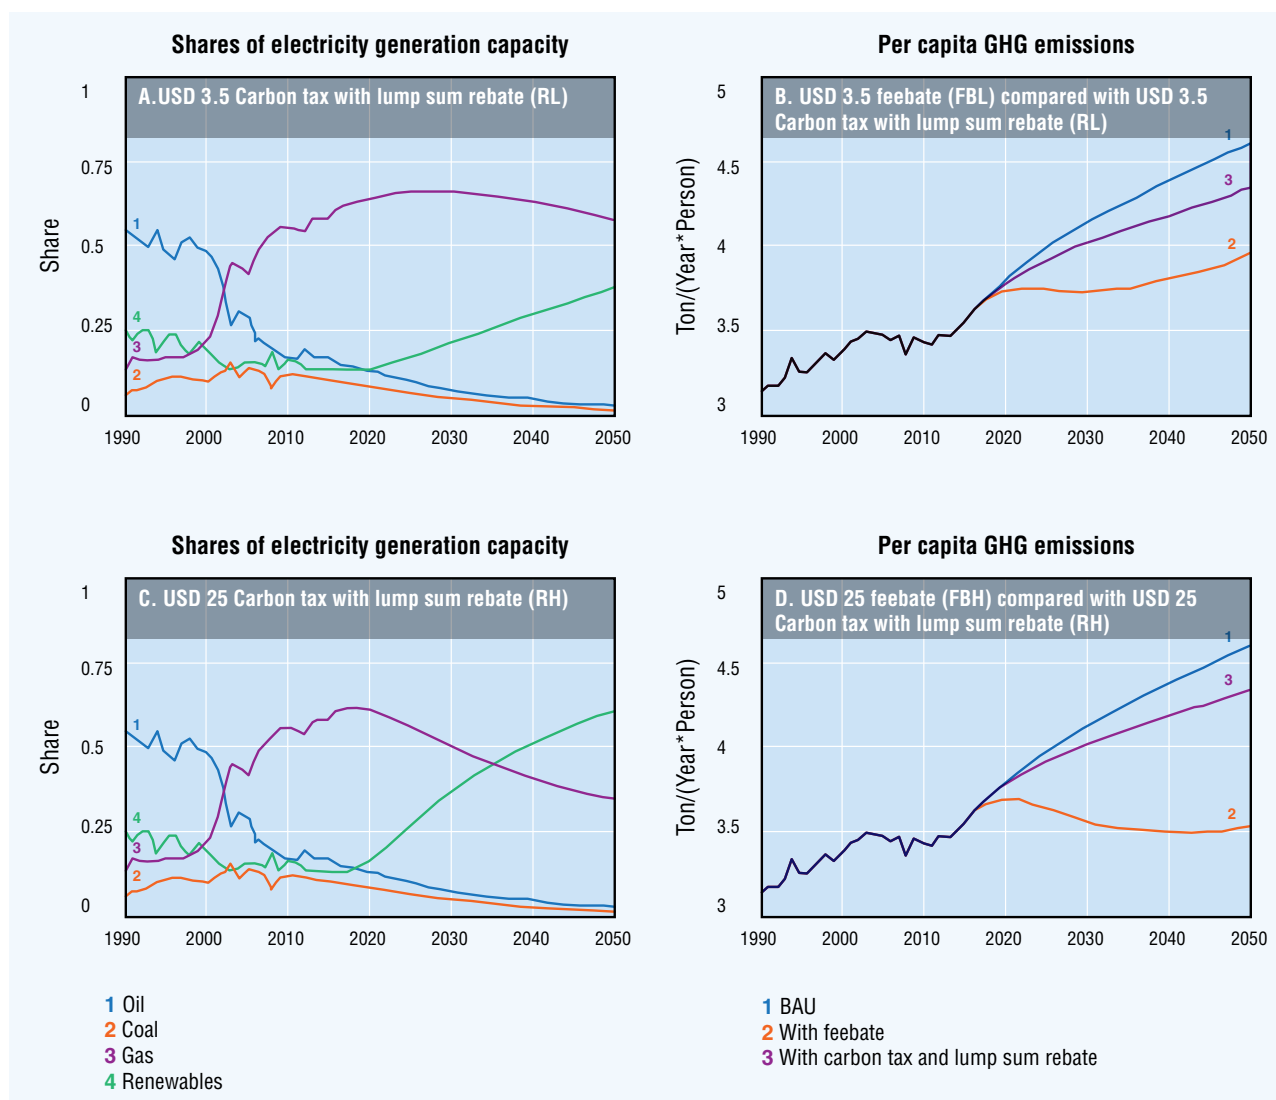 Shares of electricity generation capacity
A.USD 3.5 Carbon tax with lump sum rebate (RL)
1
0.75
0.5
0.25
0
Share
1
4
3
2
1990 2000 2010 2020 2030 2040 2050
Per capita GHG emissions
B. USD 3.5 feebate (FBL) compared with USD 3.5
Carbon tax with lump sum rebate (RL)
5
4.5
4
3.5
3
Ton/(Year*Person)
1
3
2
1990 2000 2010 2020 2030 2040 2050
Shares of electricity generation capacity
C. USD 25 Carbon tax with lump sum rebate (RH)
1
0.75
0.5
0.25
0
Share
1
4
3
2
1990 2000 2010 2020 2030 2040 2050
Per capita GHG emissions
D. USD 25 feebate (FBH) compared with USD 25
Carbon tax with lump sum rebate (RH)
5
4.5
4
3.5
3
Ton/(Year*Person)
1
3
2
1990 2000 2010 2020 2030 2040 2050
1 Oil
2 Coal
3 Gas
4 Renewables
1 BAU
2 With feebate
3 With carbon tax and lump sum rebate